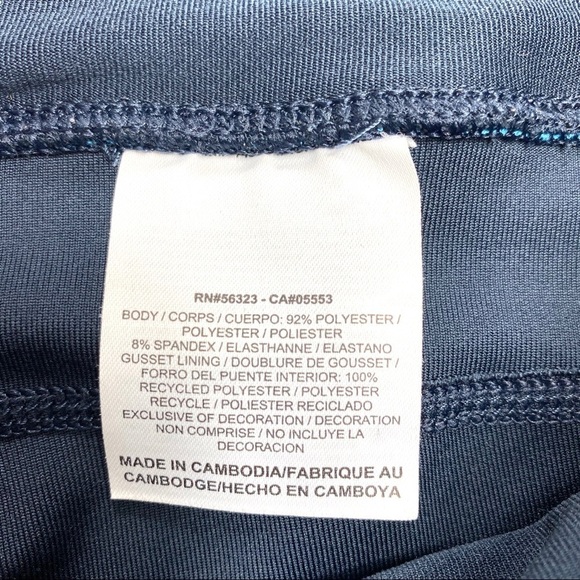 RN#56323 - CA#05553
BODY / CORPS / CUERPO: 92% POLYESTER /
POLYESTER / POLIESTER
8% SPANDEX / ELASTHANNE / ELASTANO
GUSSET LINING / DOUBLURE DE GOUSSET /
FORRO DEL PUENTE INTERIOR: 100%
RECYCLED POLYESTER / POLYESTER
RECYCLE / POLIESTER RECICLADO
EXCLUSIVE OF DECORATION / DECORATION
NON COMPRISE / NO INCLUYE LA
DECORACION
MADE IN CAMBODIA/FABRIQUE AU
CAMBODGE/HECHO EN CAMBOYA